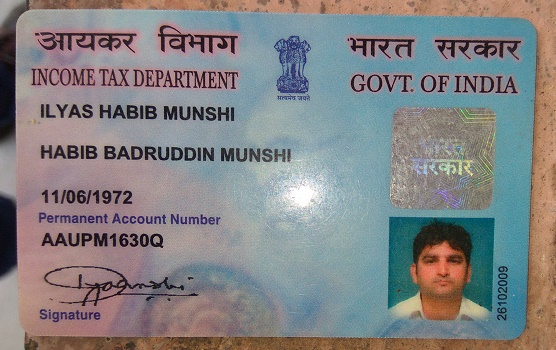 आयकर विभाग
INCOME TAX DEPARTMENT
सत्यमेव जयते
भारत सरकार
GOVT. OF INDIA
ILYAS HABIB MUNSHI
HABIB BADRUDDIN MUNSHI
11/06/1972
Permanent Account Number
AAUPM1630Q
Signature
भारत
सरकार
26102009